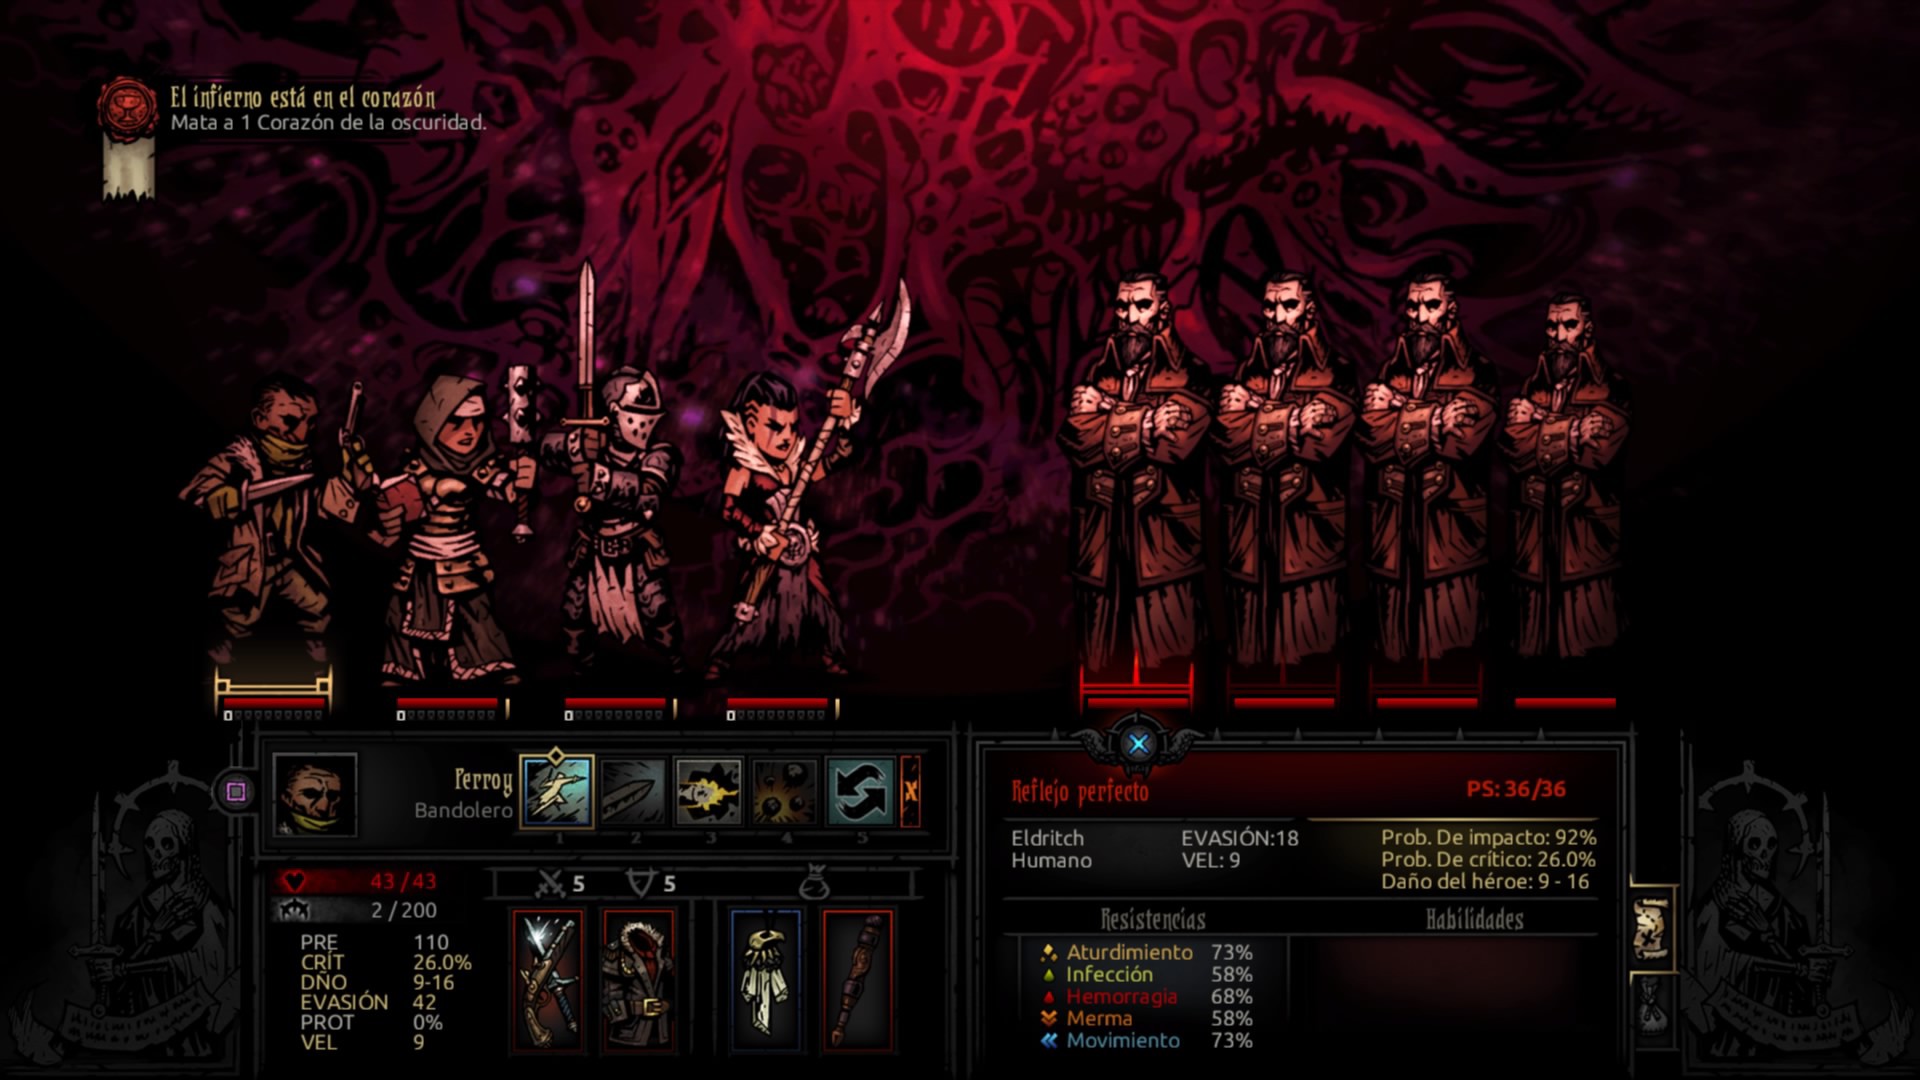 El infierno está en el corazón
Mata a 1 Corazón de la oscuridad.
Perroy
Bandolero
1 2 3 4 5
X
43/43
2 / 200
5 5
PRE 110
CRÍT 26.0%
DÑO 9-16
EVASIÓN 42
PROT 0%
VEL 9
Reflejo perfecto PS: 36/36
Eldritch EVASIÓN:18 Prob. De impacto: 92%
Humano VEL: 9 Prob. De crítico: 26.0%
Daño del héroe: 9 - 16
Resistencias Habilidades
Aturdimiento 73%
Infección 58%
Hemorragia 68%
Merma 58%
Movimiento 73%